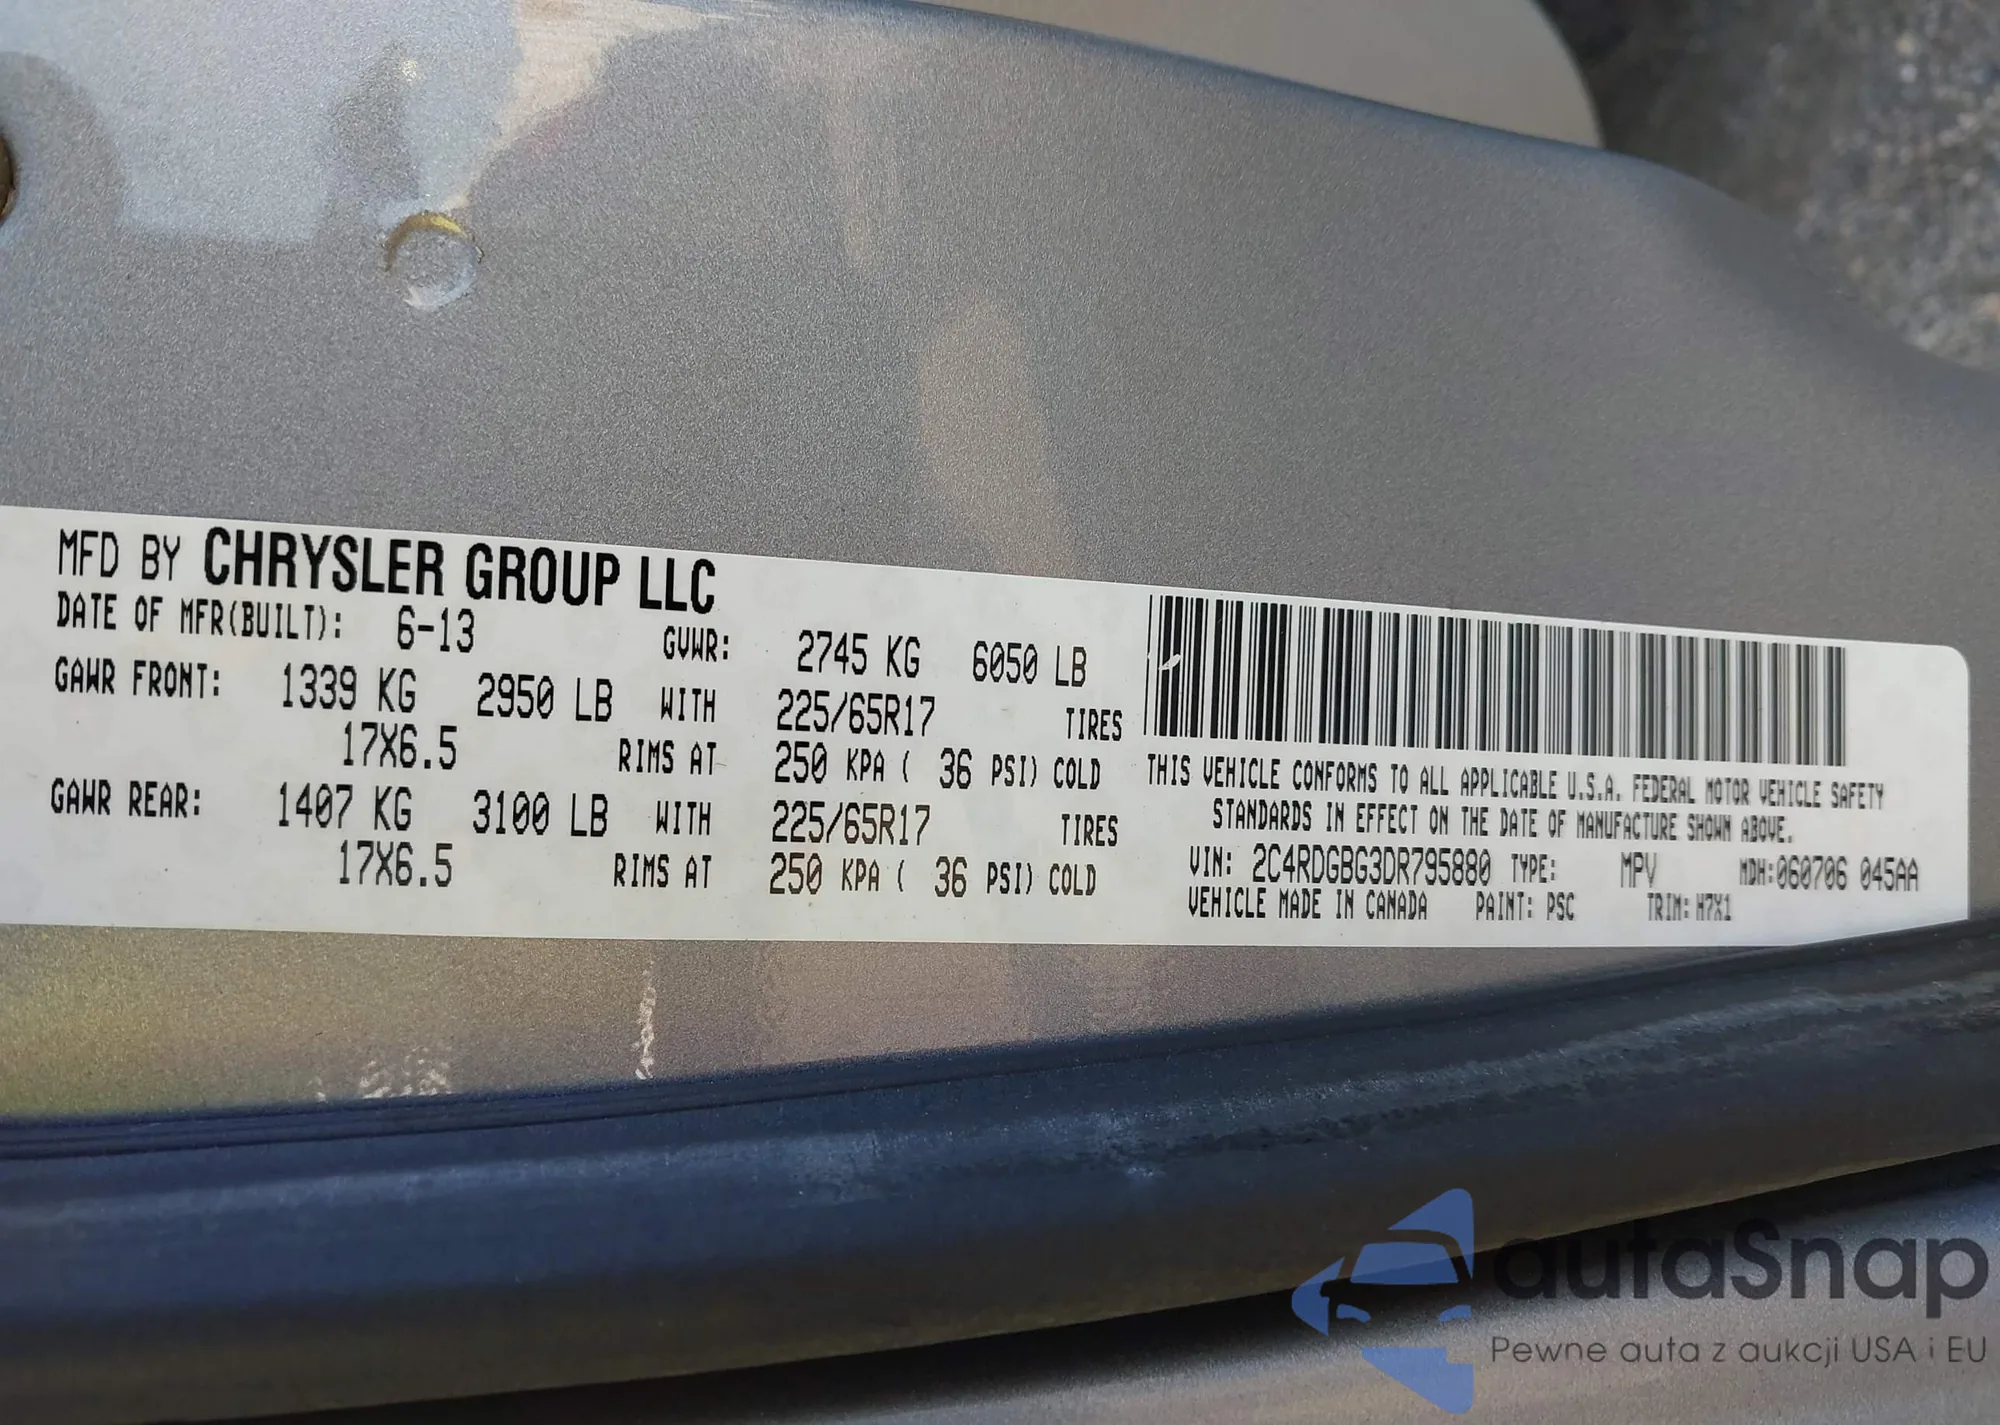 MFD BY CHRYSLER GROUP LLC
DATE OF MFR(BUILT): 6-13 GVWR: 2745 KG 6050 LB
GAWR FRONT: 1339 KG 2950 LB WITH 225/65R17 TIRES
17X6.5 RIMS AT 250 KPA ( 36 PSI) COLD
GAWR REAR: 1407 KG 3100 LB WITH 225/65R17 TIRES
17X6.5 RIMS AT 250 KPA ( 36 PSI) COLD
THIS VEHICLE CONFORMS TO ALL APPLICABLE U.S.A. FEDERAL MOTOR VEHICLE SAFETY
STANDARDS IN EFFECT ON THE DATE OF MANUFACTURE SHOWN ABOVE.
VIN: 2C4RDGBG3DR795880 TYPE: MPV MDH:060706 045AA
VEHICLE MADE IN CANADA PAINT: PSC TRIM: H7X1
autaSnap
Pewne auta z aukcji USA i EU